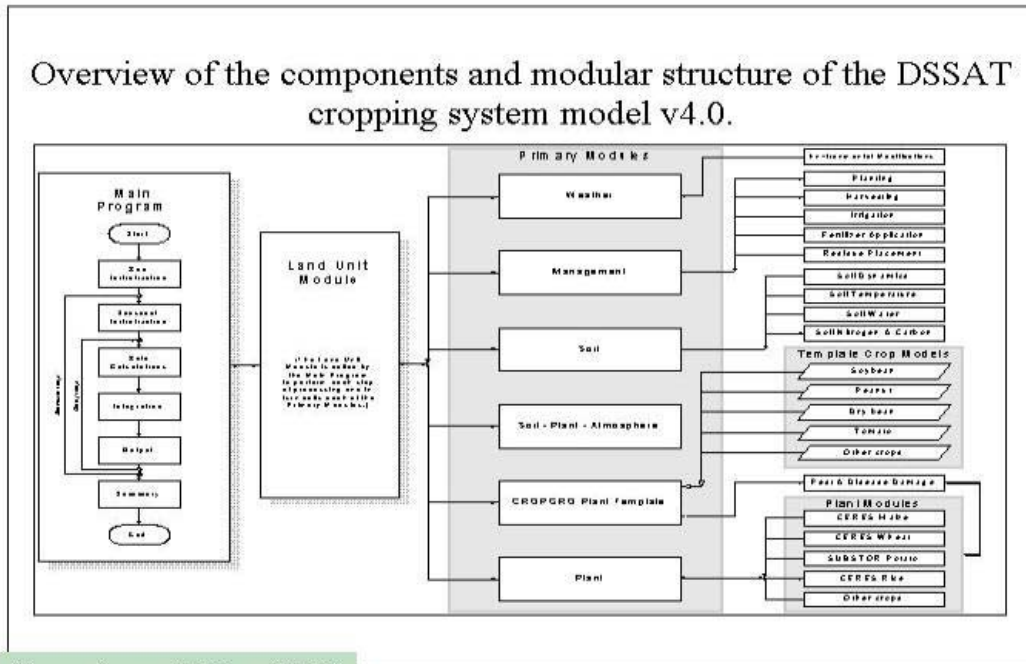 Overview of the components and modular structure of the DSSAT
cropping system model v4.0.
Main
Program
Start
Run
Initialization
Seasonal
Initialization
Rate
Calculations
Integration
Output
Summary
End
Land Unit
Module
Primary Modules
Weather
Management
Soil
Soil - Plant - Atmosphere
CROPGRO Plant Template
Plant
Planting
Harvesting
Irrigation
Fertilizer Application
Residue Placement
Soil Dynamics
Soil Temperature
Soil Water
Soil Nitrogen & Carbon
Template Crop Models
Soybean
Peanut
Dry bean
Tomato
Other crops
Pest & Disease Damage
Plant Modules
CERES Maize
CERES Wheat
SUBSTOR Potato
CERES Rice
Other crops